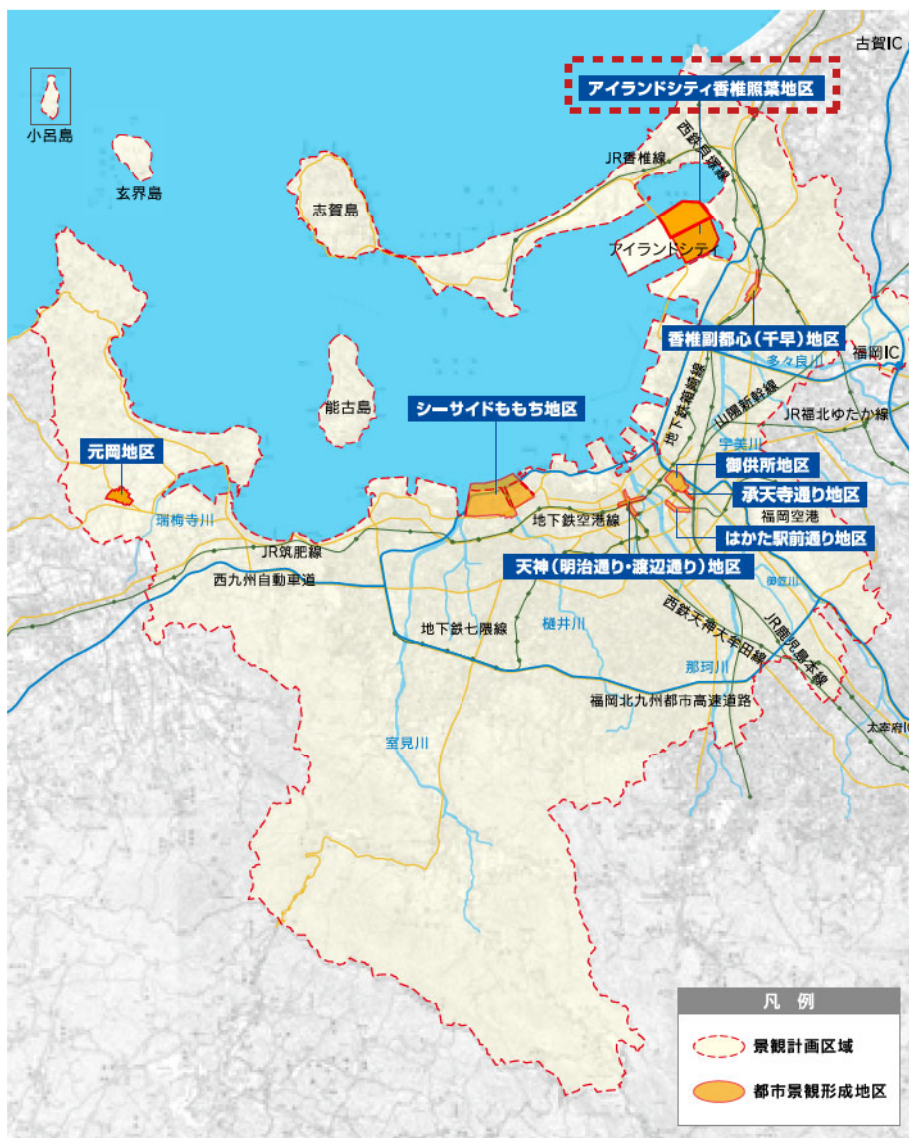 古賀IC
アイランドシティ香椎照葉地区
小呂島
西鉄貝塚線
JR香椎線
玄界島
志賀島
アイランドシティ
香椎副都心（千早）地区
多々良川
福岡IC
地下鉄箱崎線
山陽新幹線
能古島
シーサイドももち地区
JR福北ゆたか線
宇美川
元岡地区
御供所地区
承天寺通り地区
瑞梅寺川
地下鉄空港線
福岡空港
はかた駅前通り地区
JR筑肥線
天神（明治通り・渡辺通り）地区
西九州自動車道
御笠川
地下鉄七隈線
樋井川
西鉄天神大牟田線
JR鹿児島本線
那珂川
福岡北九州都市高速道路
太宰府IC
室見川
凡 例
景観計画区域
都市景観形成地区